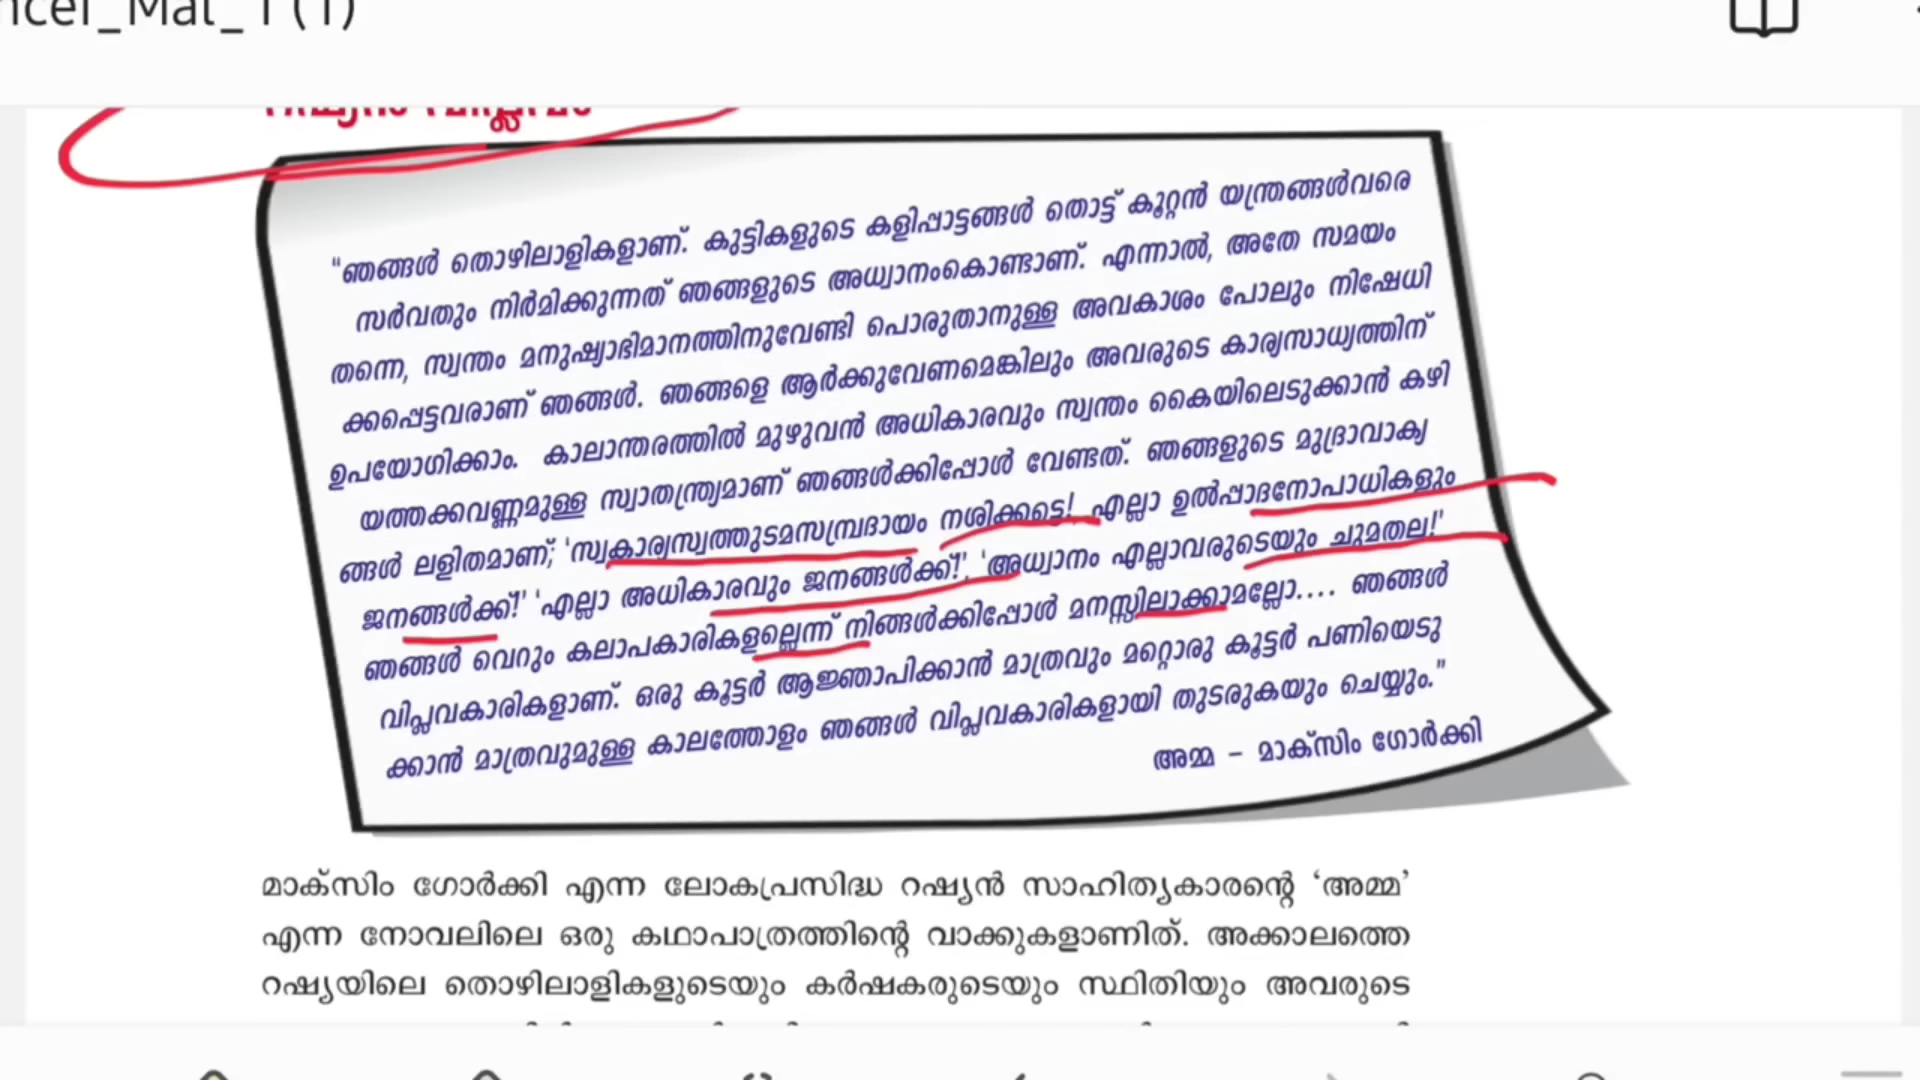 “ഞങ്ങൾ തൊഴിലാളികളാണ്. കുട്ടികളുടെ കളിപ്പാട്ടങ്ങൾ തൊട്ട് കൂറ്റൻ യന്ത്രങ്ങൾവരെ
സർവതും നിർമിക്കുന്നത് ഞങ്ങളുടെ അധ്വാനംകൊണ്ടാണ്. എന്നാൽ, അതേ സമയം
തന്നെ, സ്വന്തം മനുഷ്യാഭിമാനത്തിനുവേണ്ടി പൊരുതാനുള്ള അവകാശം പോലും നിഷേധി
ക്കപ്പെട്ടവരാണ് ഞങ്ങൾ. ഞങ്ങളെ ആർക്കുവേണമെങ്കിലും അവരുടെ കാര്യസാധ്യത്തിന്
ഉപയോഗിക്കാം. കാലാന്തരത്തിൽ മുഴുവൻ അധികാരവും സ്വന്തം കൈയിലെടുക്കാൻ കഴി
യത്തക്കവണ്ണമുള്ള സ്വാതന്ത്ര്യമാണ് ഞങ്ങൾക്കിപ്പോൾ വേണ്ടത്. ഞങ്ങളുടെ മുദ്രാവാക്യ
ങ്ങൾ ലളിതമാണ്; ‘സ്വകാര്യസ്വത്തുടമസമ്പ്രദായം നശിക്കട്ടെ!, എല്ലാ ഉൽപ്പാദനോപാധികളും
ജനങ്ങൾക്ക്!’ ‘എല്ലാ അധികാരവും ജനങ്ങൾക്ക്!’, ‘അധ്വാനം എല്ലാവരുടെയും ചുമതല!’
ഞങ്ങൾ വെറും കലാപകാരികളല്ലെന്ന് നിങ്ങൾക്കിപ്പോൾ മനസ്സിലാക്കാമല്ലോ.... ഞങ്ങൾ
വിപ്ലവകാരികളാണ്. ഒരു കൂട്ടർ ആജ്ഞാപിക്കാൻ മാത്രവും മറ്റൊരു കൂട്ടർ പണിയെടു
ക്കാൻ മാത്രവുമുള്ള കാലത്തോളം ഞങ്ങൾ വിപ്ലവകാരികളായി തുടരുകയും ചെയ്യും.”
അമ്മ – മാക്സിം ഗോർക്കി
മാക്സിം ഗോർക്കി എന്ന ലോകപ്രസിദ്ധ റഷ്യൻ സാഹിത്യകാരന്റെ ‘അമ്മ’
എന്ന നോവലിലെ ഒരു കഥാപാത്രത്തിന്റെ വാക്കുകളാണിത്. അക്കാലത്തെ
റഷ്യയിലെ തൊഴിലാളികളുടെയും കർഷകരുടെയും സ്ഥിതിയും അവരുടെ